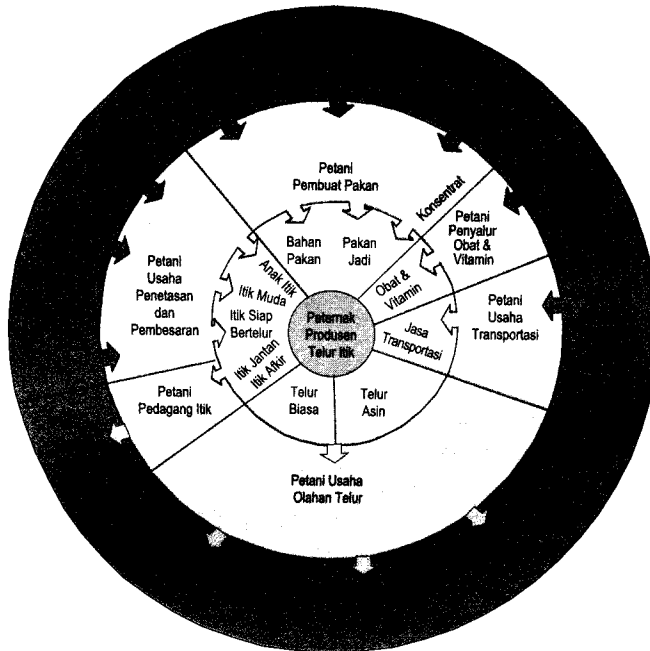 Petani
Pembuat Pakan
Konsentrat
Petani
Penyalur
Obat &
Vitamin
Bahan
Pakan
Pakan
Jadi
Anak Itik
Obat &
Vitamin
Petani
Usaha
Penetasan
dan
Pembesaran
Itik Muda
Itik Siap
Bertelur
Peternak
Produsen
Telur Itik
Jasa
Transportasi
Petani
Usaha
Transportasi
Itik Jantan
Itik Afkir
Petani
Pedagang Itik
Telur
Biasa
Telur
Asin
Petani Usaha
Olahan Telur